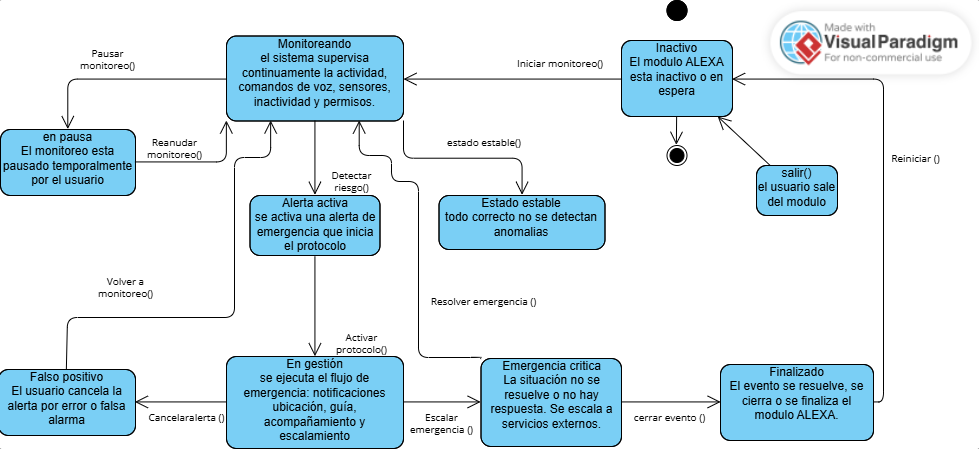 Made with
VisualParadigm
For non-commercial use
Pausar
monitoreo()
Monitoreando
el sistema supervisa
continuamente la actividad,
comandos de voz, sensores,
inactividad y permisos.
Iniciar monitoreo()
Inactivo
El modulo ALEXA
esta inactivo o en
espera
en pausa
El monitoreo esta
pausado temporalmente
por el usuario
Reanudar
monitoreo()
estado estable()
Reiniciar ()
Detectar
riesgo()
salir()
el usuario sale
del modulo
Alerta activa
se activa una alerta de
emergencia que inicia
el protocolo
Estado estable
todo correcto no se detectan
anomalias
Volver a
monitoreo()
Resolver emergencia ()
Activar
protocolo()
Falso positivo
El usuario cancela la
alerta por error o falsa
alarma
Cancelaralerta ()
En gestión
se ejecuta el flujo de
emergencia: notificaciones
ubicación, guía,
acompañamiento y
escalamiento
Escalar
emergencia ()
Emergencia critica
La situación no se
resuelve o no hay
respuesta. Se escala a
servicios externos.
cerrar evento ()
Finalizado
El evento se resuelve, se
cierra o se finaliza el
modulo ALEXA.